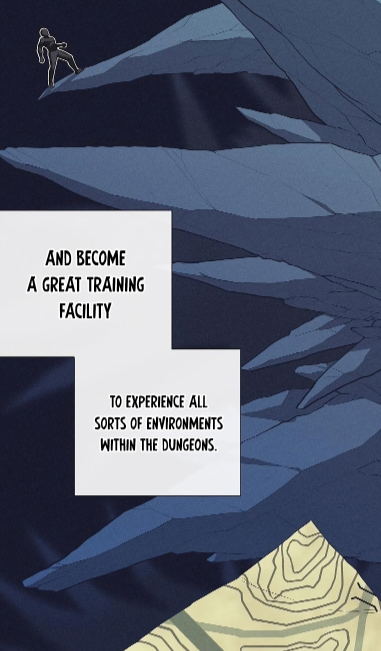 AND BECOME
A GREAT TRAINING
FACILITY
TO EXPERIENCE ALL
SORTS OF ENVIRONMENTS
WITHIN THE DUNGEONS.